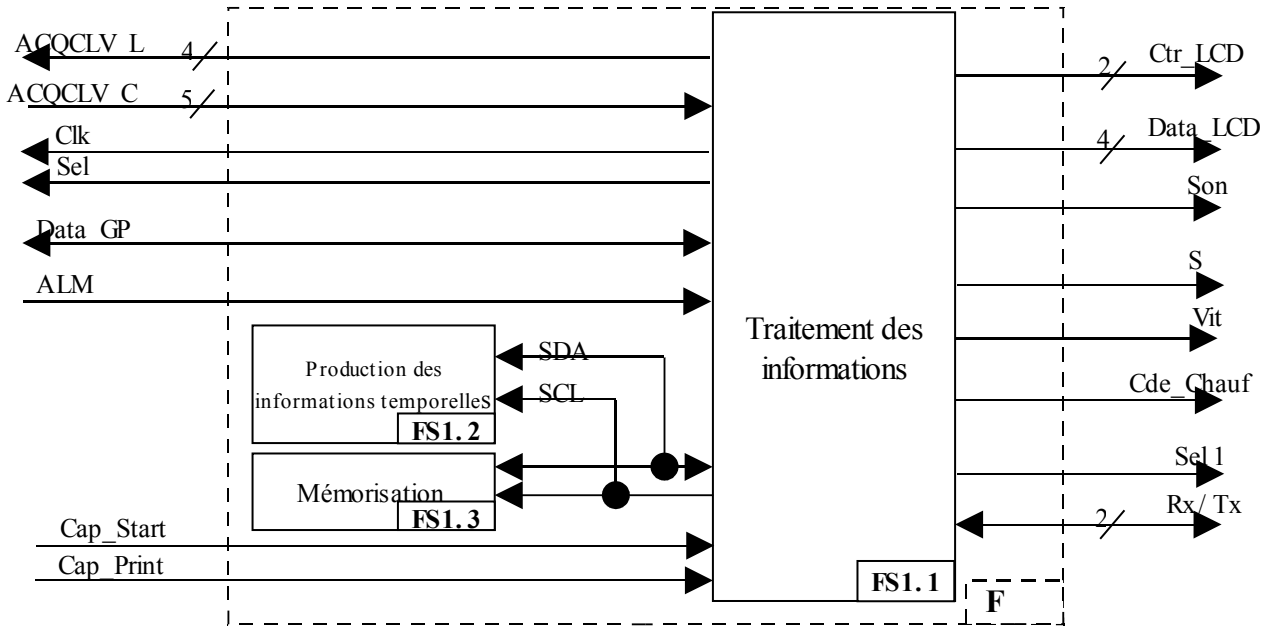 ACQCLV_L
4
ACQCLV_C
5
Clk
Sel
Data_GP
ALM
Production des
informations temporelles
FS1.2
SDA
SCL
Mémorisation
FS1.3
Cap_Start
Cap_Print
Traitement des
informations
FS1.1
F
2
Ctr_LCD
4
Data_LCD
Son
S
Vit
Cde_Chauf
Sel 1
2
Rx/Tx